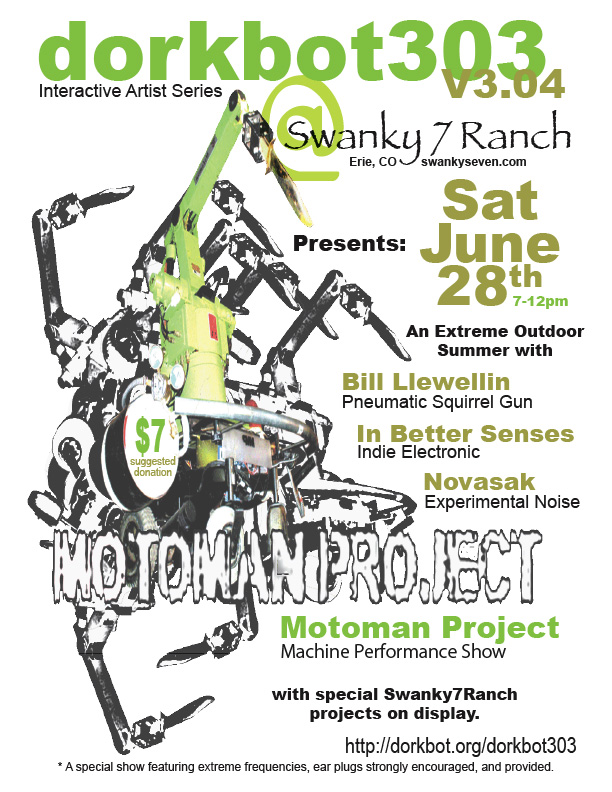 dorkbot303
Interactive Artist Series
V3.04
@ Swanky 7 Ranch
Erie, CO swankyseven.com
Presents:
Sat
June
28th
7-12pm
An Extreme Outdoor
Summer with
Bill Llewellin
Pneumatic Squirrel Gun
In Better Senses
Indie Electronic
Novasak
Experimental Noise
$7
suggested
donation
MOTOMAN PROJECT
Motoman Project
Machine Performance Show
with special Swanky7Ranch
projects on display.
http://dorkbot.org/dorkbot303
* A special show featuring extreme frequencies, ear plugs strongly encouraged, and provided.